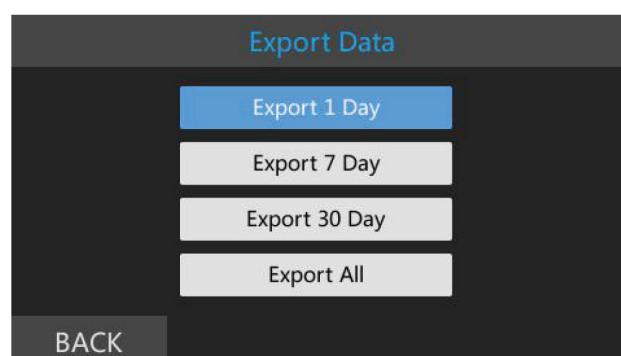 Export Data
Export 1 Day
Export 7 Day
Export 30 Day
Export All
BACK